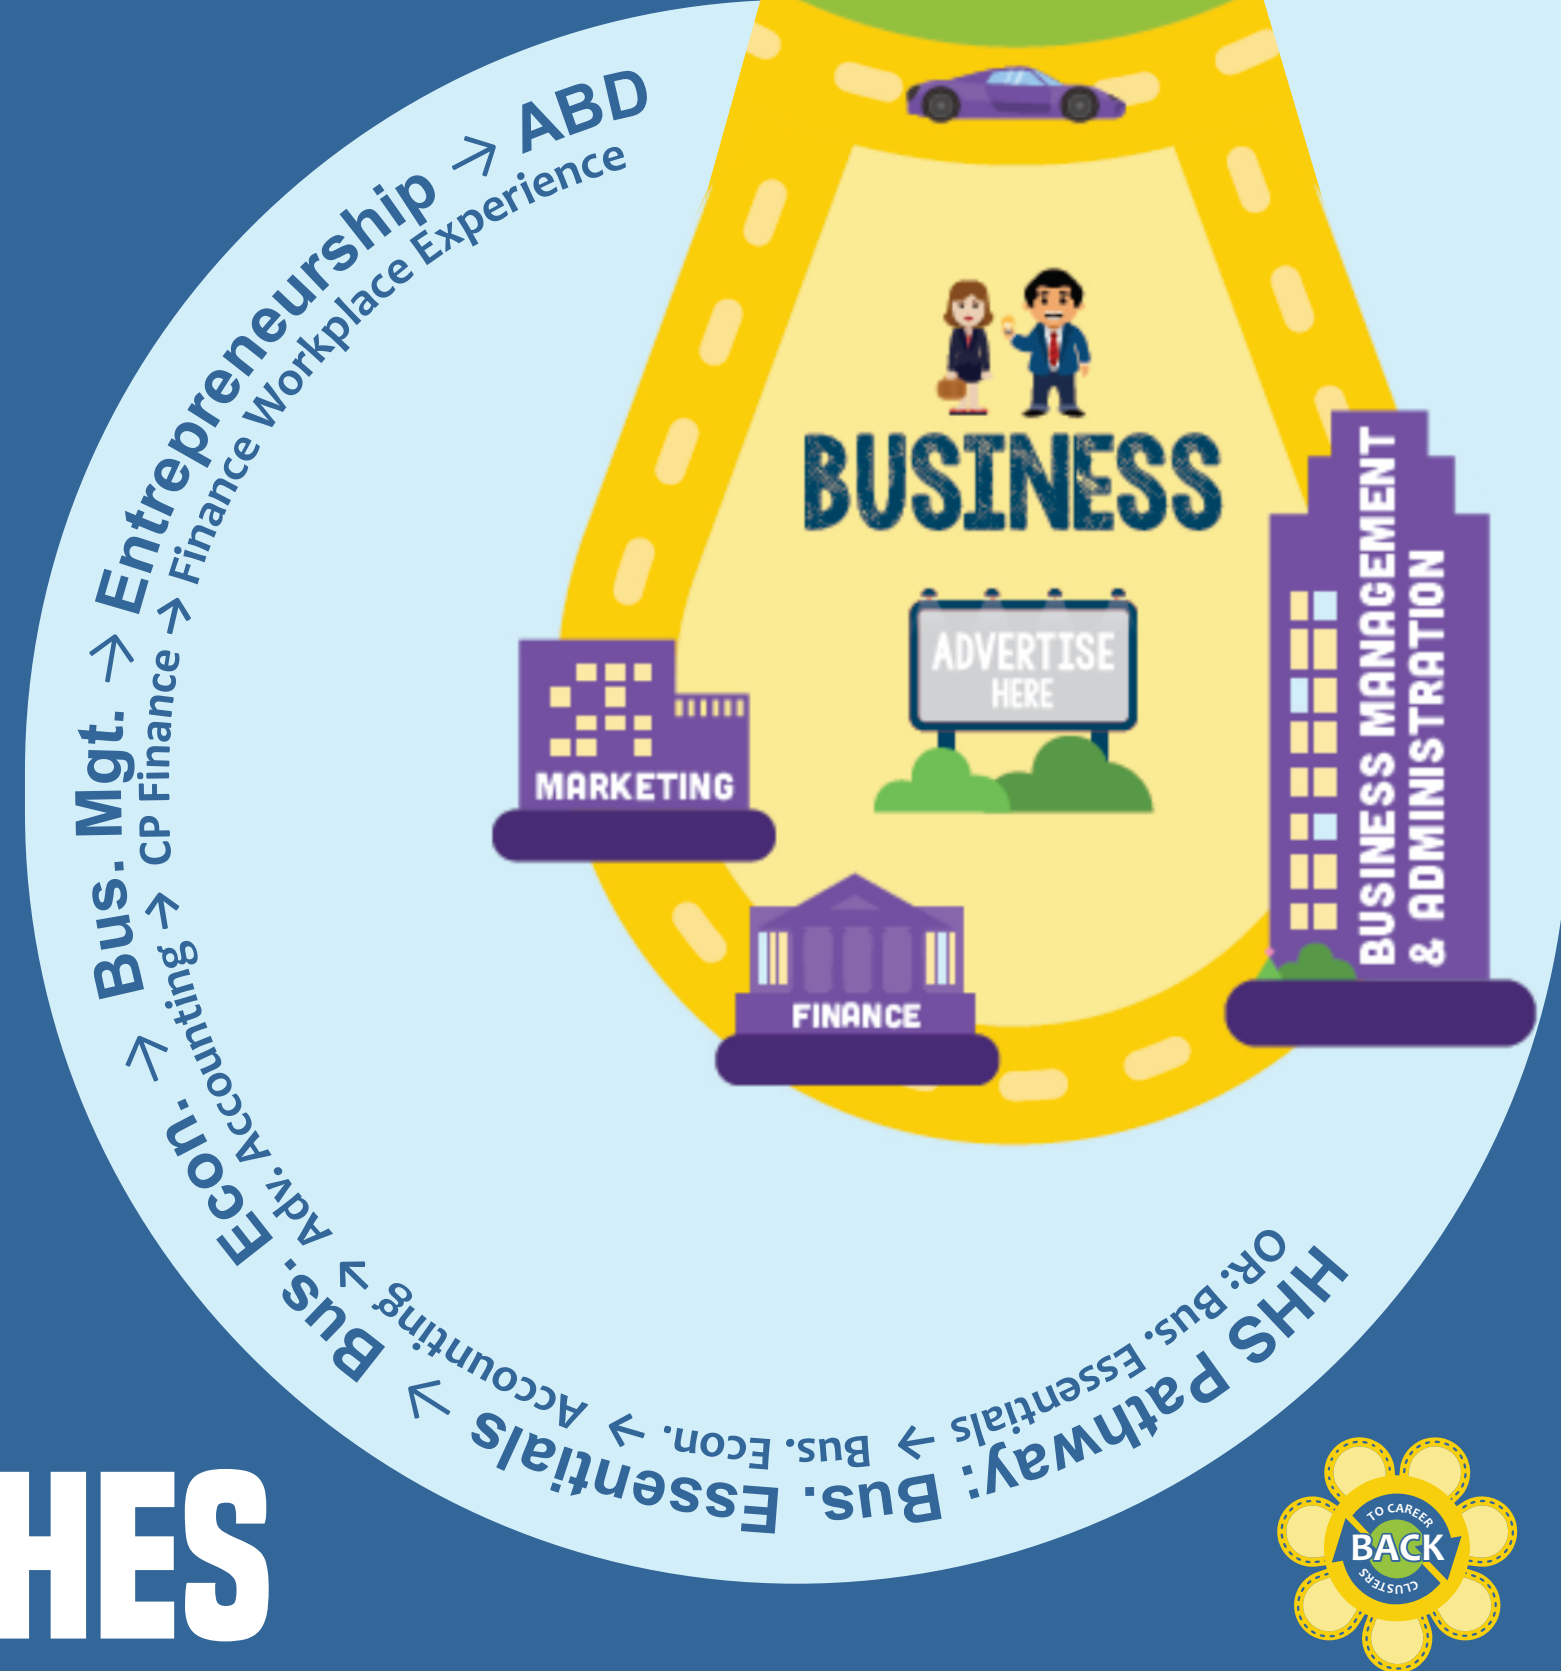 HHS Pathway: Bus. Essentials → Bus. Econ. → Bus. Mgt. → Entrepreneurship → ABD
OR: Bus. Essentials → Bus. Econ. → Accounting → Adv. Accounting → CP Finance → Finance Workplace Experience
BUSINESS
ADVERTISE
HERE
MARKETING
FINANCE
BUSINESS MANAGEMENT
& ADMINISTRATION
HES
TO CAREER
BACK
CLUSTERS